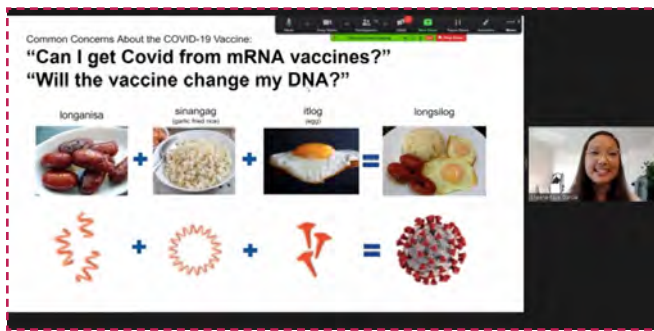 Common Concerns About the COVID-19 Vaccine:
“Can I get Covid from mRNA vaccines?”
“Will the vaccine change my DNA?”
longanisa
sinangag
(garlic fried rice)
itlog
(egg)
longsilog